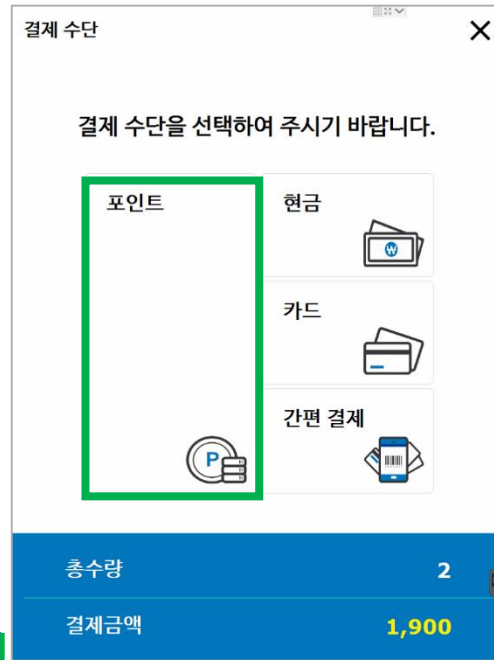 결제 수단
결제 수단을 선택하여 주시기 바랍니다.
포인트
현금
₩
카드
간편 결제
P
총수량 2
결제금액 1,900